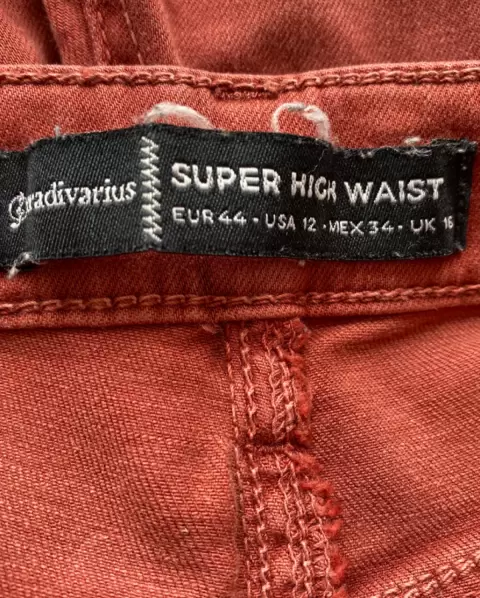 Stradivarius
SUPER HIGH WAIST
EUR 44 · USA 12 · MEX 34 · UK 16